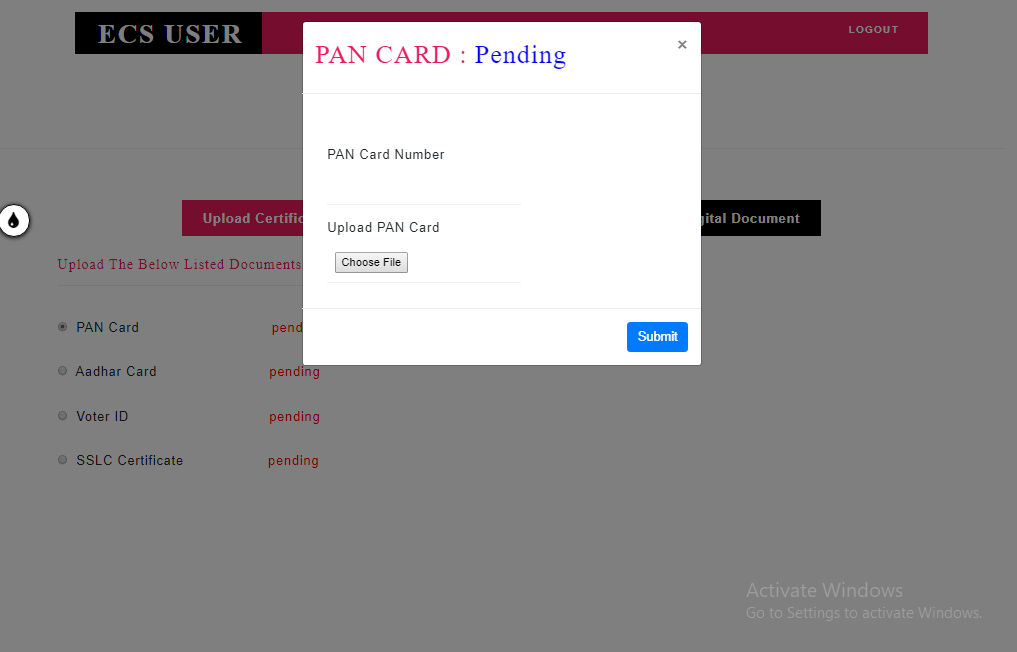 ECS USER
LOGOUT
PAN CARD : Pending
×
PAN Card Number
Upload Certific
gital Document
Upload PAN Card
Choose File
Upload The Below Listed Documents
PAN Card pend
Submit
Aadhar Card pending
Voter ID pending
SSLC Certificate pending
Activate Windows
Go to Settings to activate Windows.